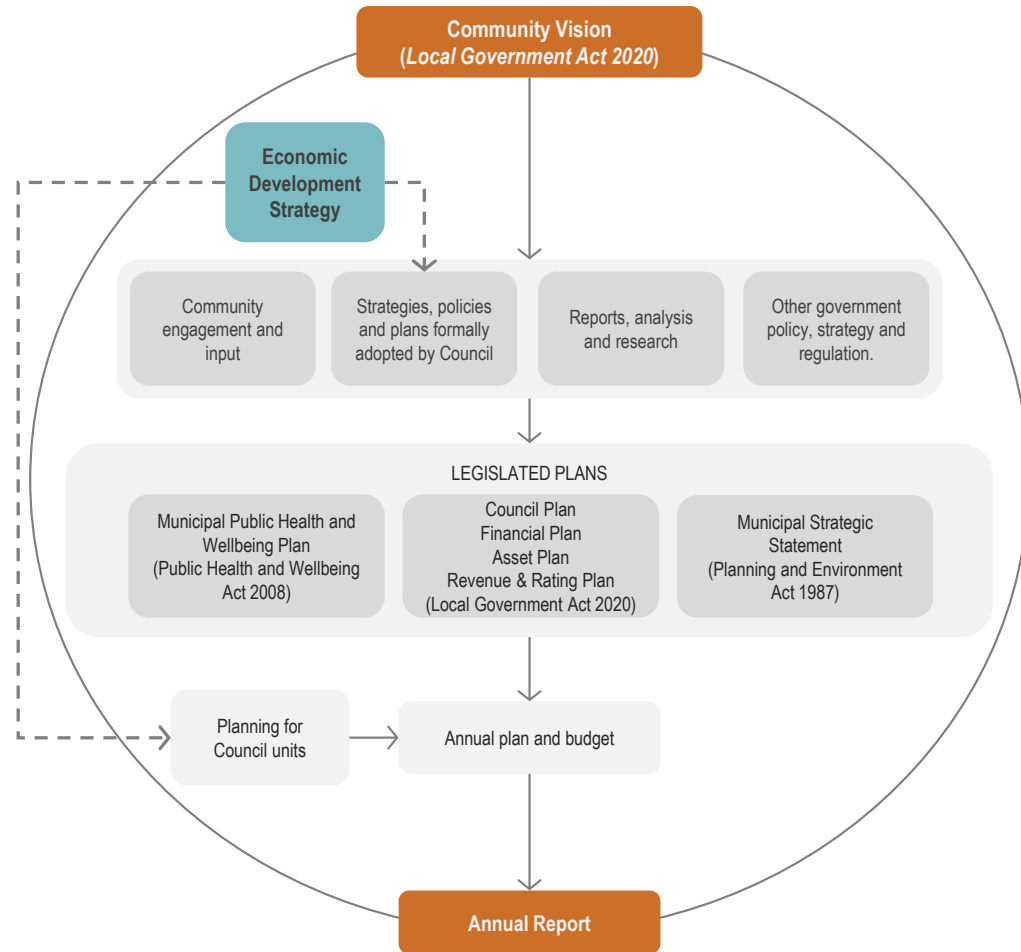 Community Vision
(Local Government Act 2020)
Economic
Development
Strategy
Community
engagement and
input
Strategies, policies
and plans formally
adopted by Council
Reports, analysis
and research
Other government
policy, strategy and
regulation.
LEGISLATED PLANS
Municipal Public Health and
Wellbeing Plan
(Public Health and Wellbeing
Act 2008)
Council Plan
Financial Plan
Asset Plan
Revenue & Rating Plan
(Local Government Act 2020)
Municipal Strategic
Statement
(Planning and Environment
Act 1987)
Planning for
Council units
Annual plan and budget
Annual Report